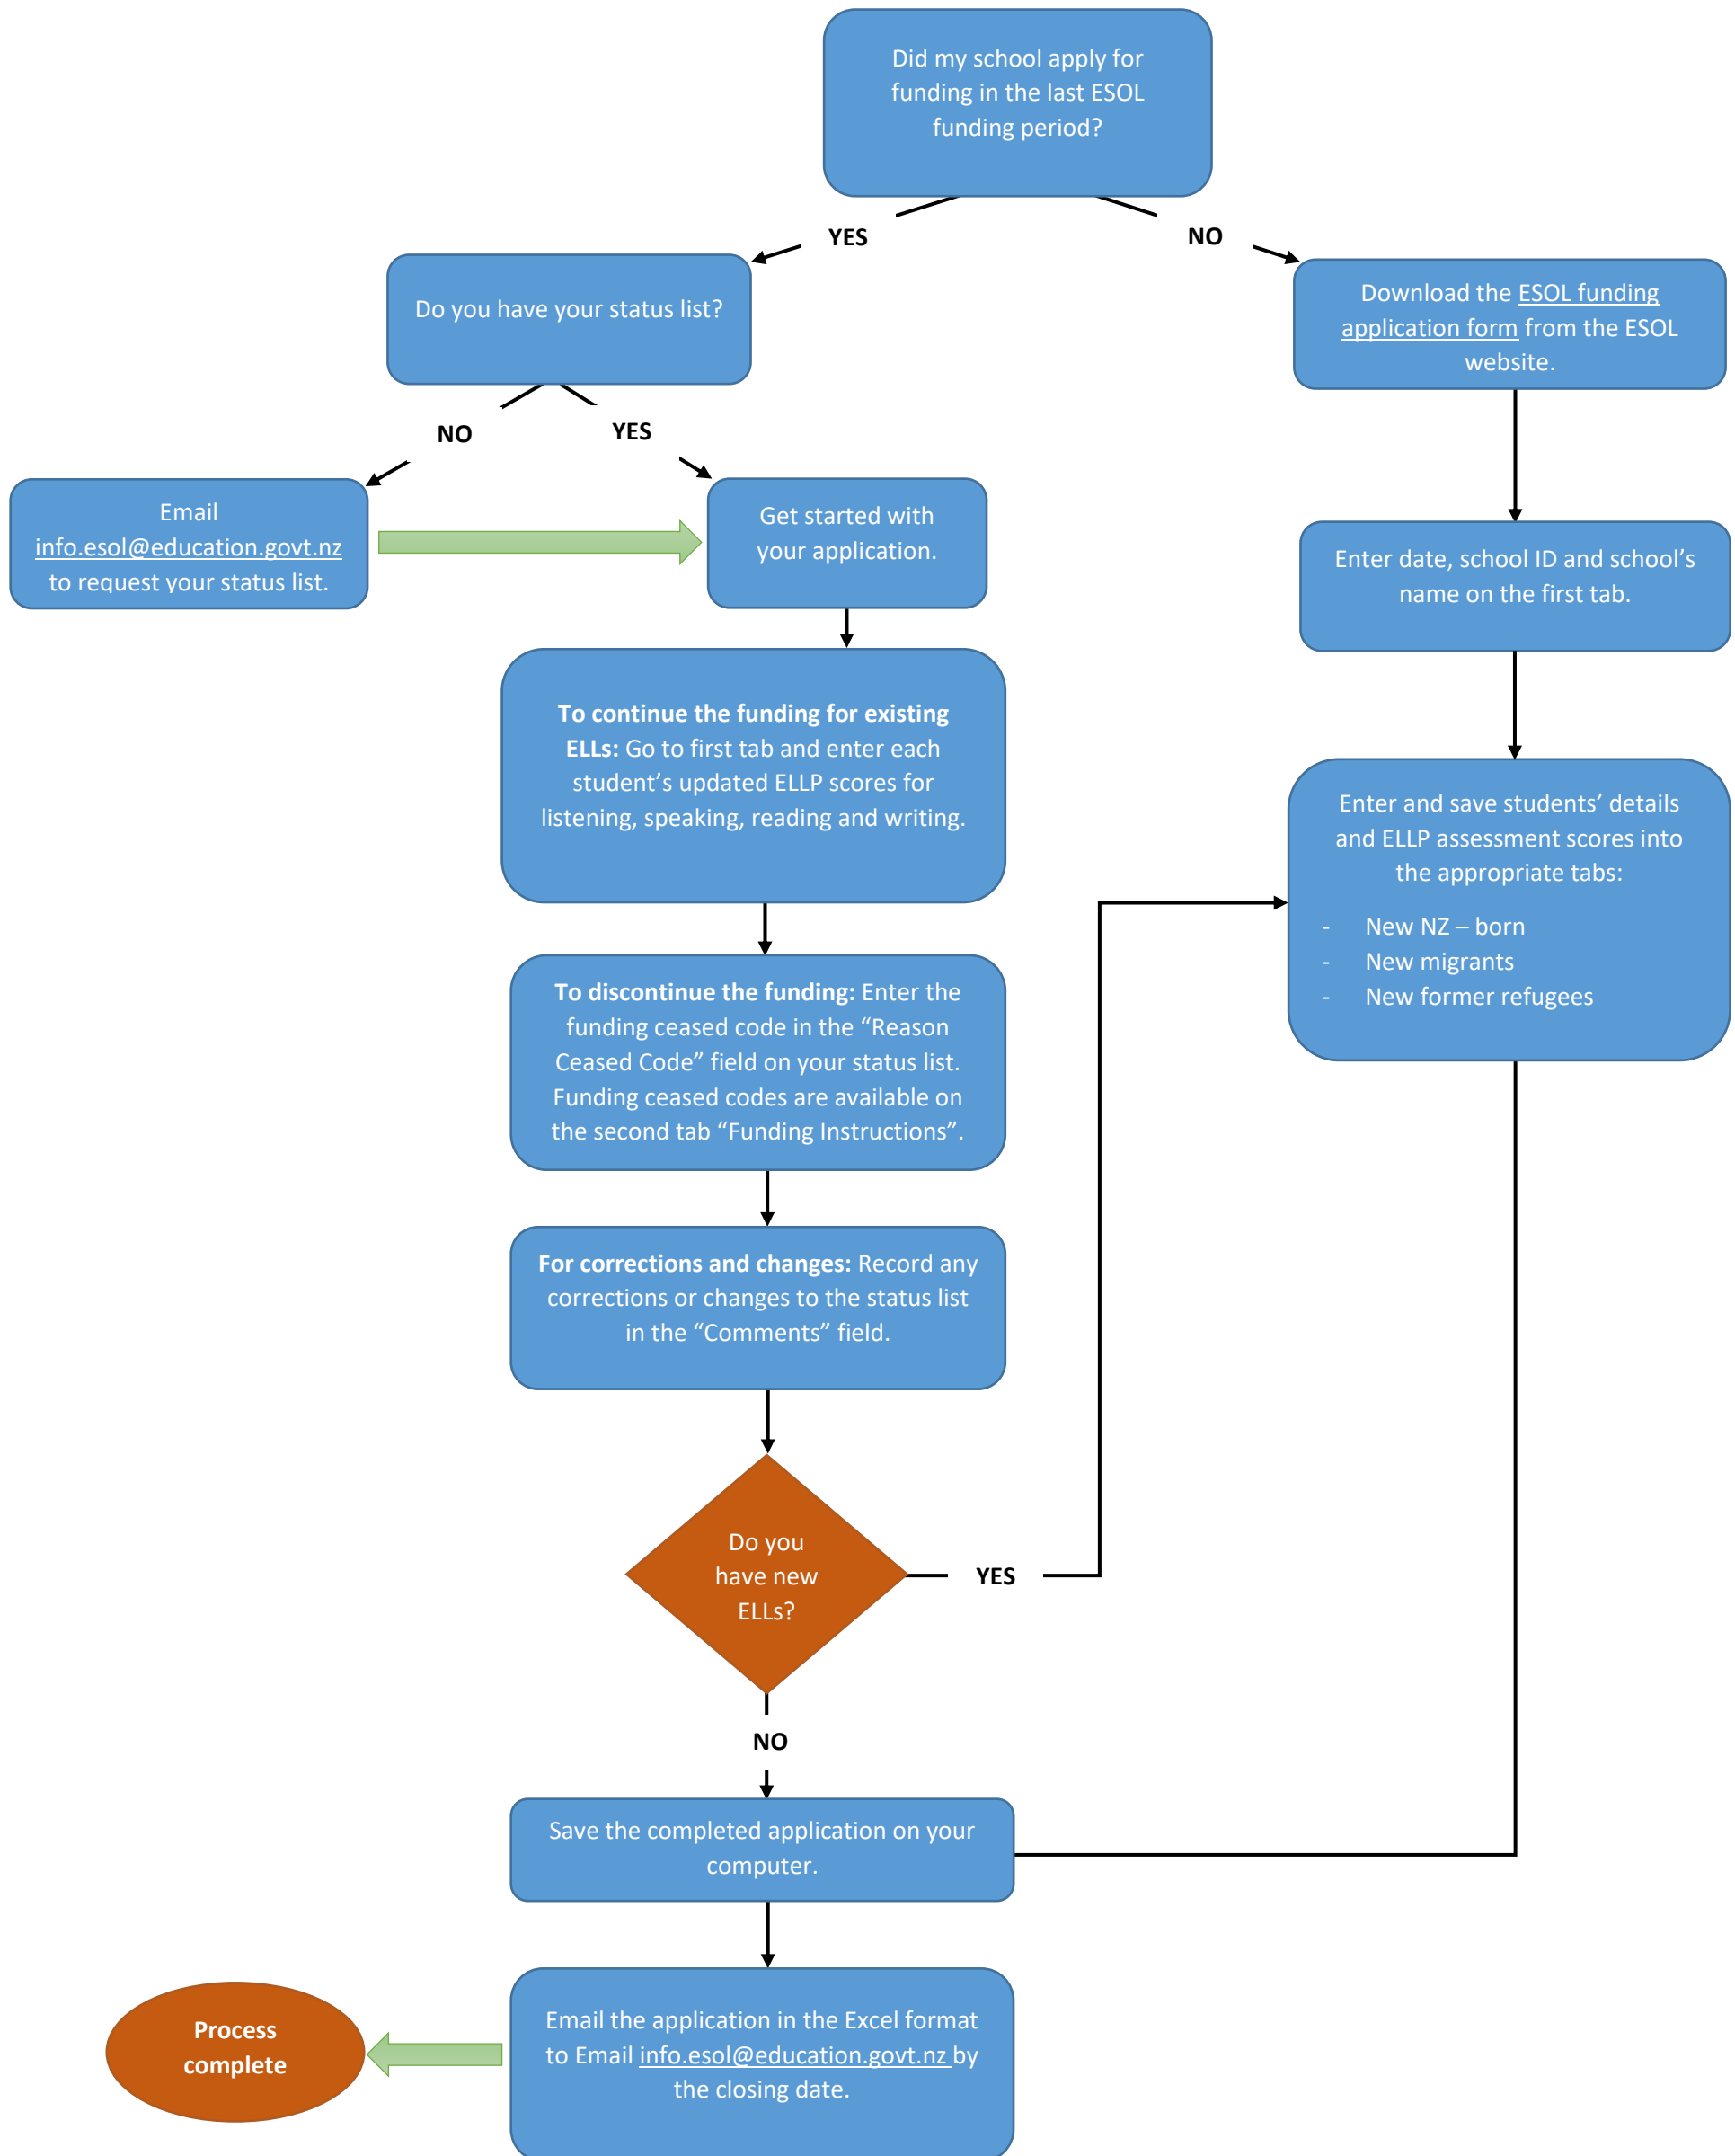 Did my school apply for
funding in the last ESOL
funding period?
YES
NO
Do you have your status list?
Download the ESOL funding
application form from the ESOL
website.
NO
YES
Email
info.esol@education.govt.nz
to request your status list.
Get started with
your application.
Enter date, school ID and school’s
name on the first tab.
To continue the funding for existing
ELLs: Go to first tab and enter each
student’s updated ELLP scores for
listening, speaking, reading and writing.
Enter and save students’ details
and ELLP assessment scores into
the appropriate tabs:
- New NZ – born
- New migrants
- New former refugees
To discontinue the funding: Enter the
funding ceased code in the “Reason
Ceased Code” field on your status list.
Funding ceased codes are available on
the second tab “Funding Instructions”.
For corrections and changes: Record any
corrections or changes to the status list
in the “Comments” field.
Do you
have new
ELLs?
YES
NO
Save the completed application on your
computer.
Email the application in the Excel format
to Email info.esol@education.govt.nz by
the closing date.
Process
complete